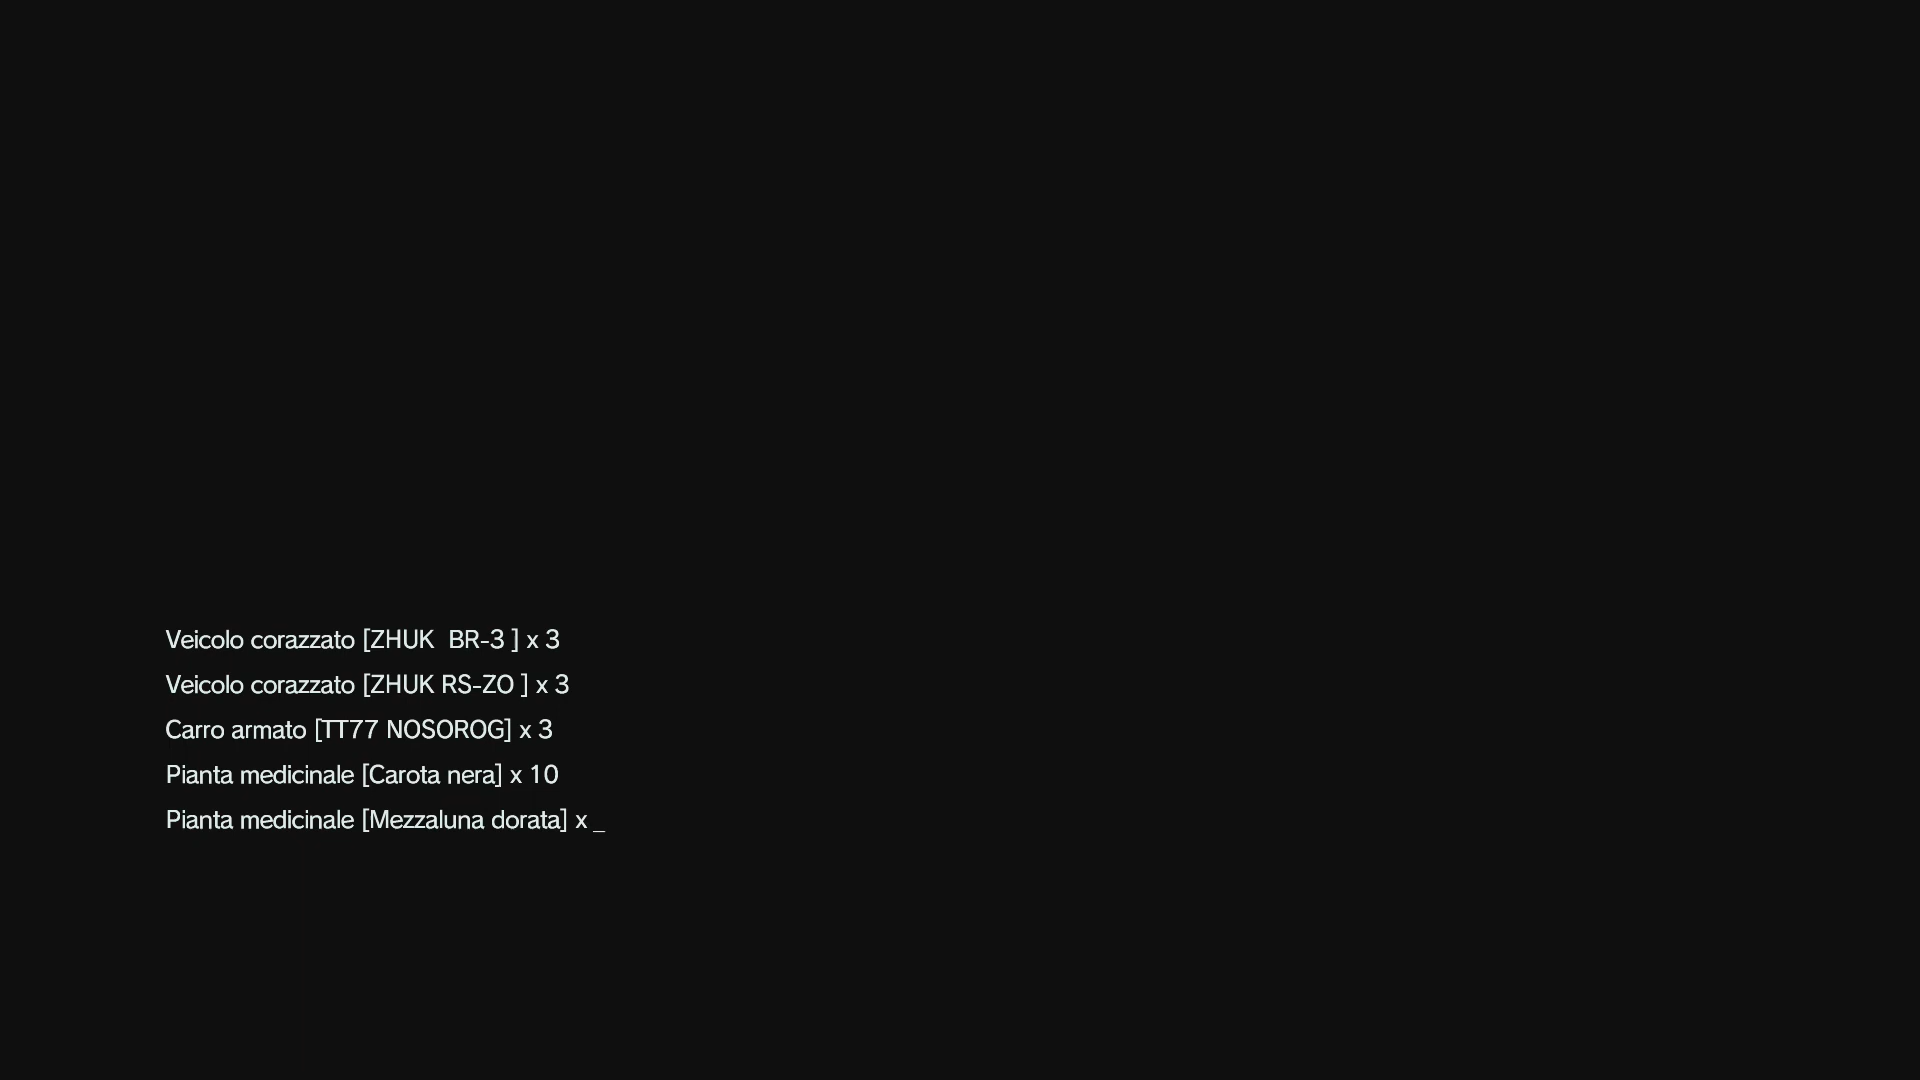 Veicolo corazzato [ZHUK  BR-3 ] x 3
Veicolo corazzato [ZHUK RS-ZO ] x 3
Carro armato [TT77 NOSOROG] x 3
Pianta medicinale [Carota nera] x 10
Pianta medicinale [Mezzaluna dorata] x _